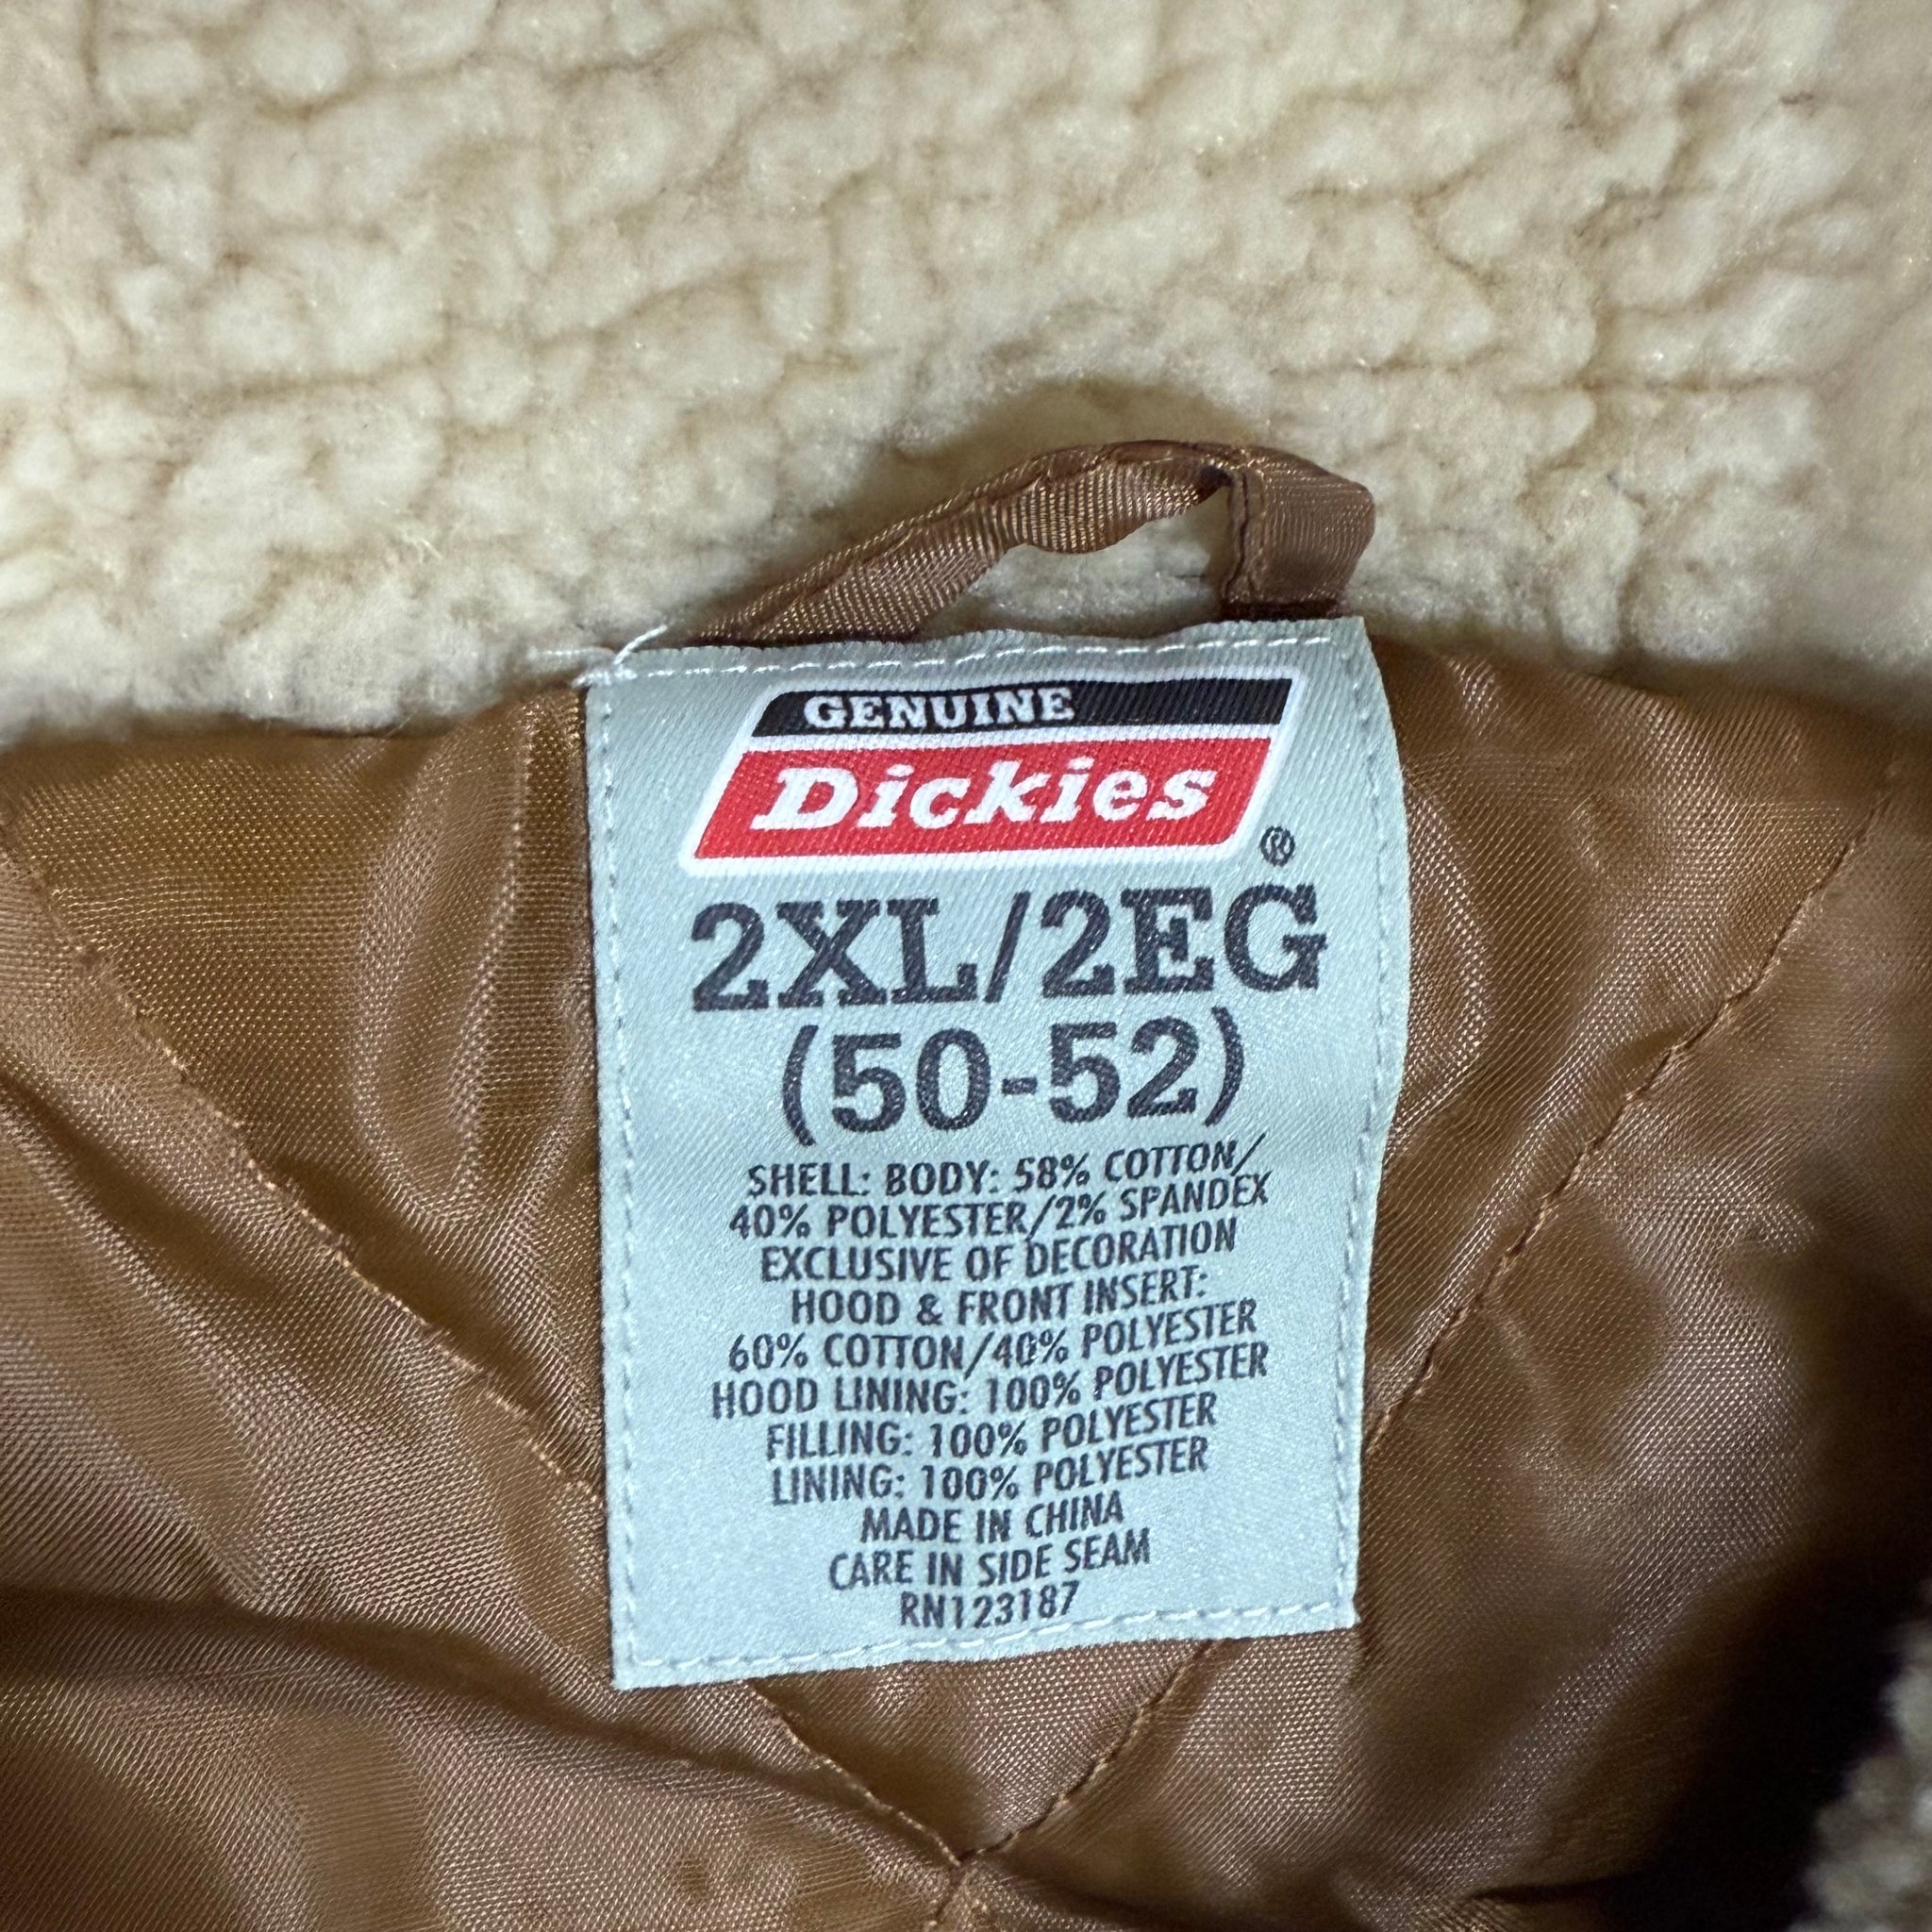 GENUINE
Dickies
®
2XL/2EG
(50-52)
SHELL: BODY: 58% COTTON/
40% POLYESTER/2% SPANDEX
EXCLUSIVE OF DECORATION
HOOD & FRONT INSERT:
60% COTTON/40% POLYESTER
HOOD LINING: 100% POLYESTER
FILLING: 100% POLYESTER
LINING: 100% POLYESTER
MADE IN CHINA
CARE IN SIDE SEAM
RN123187